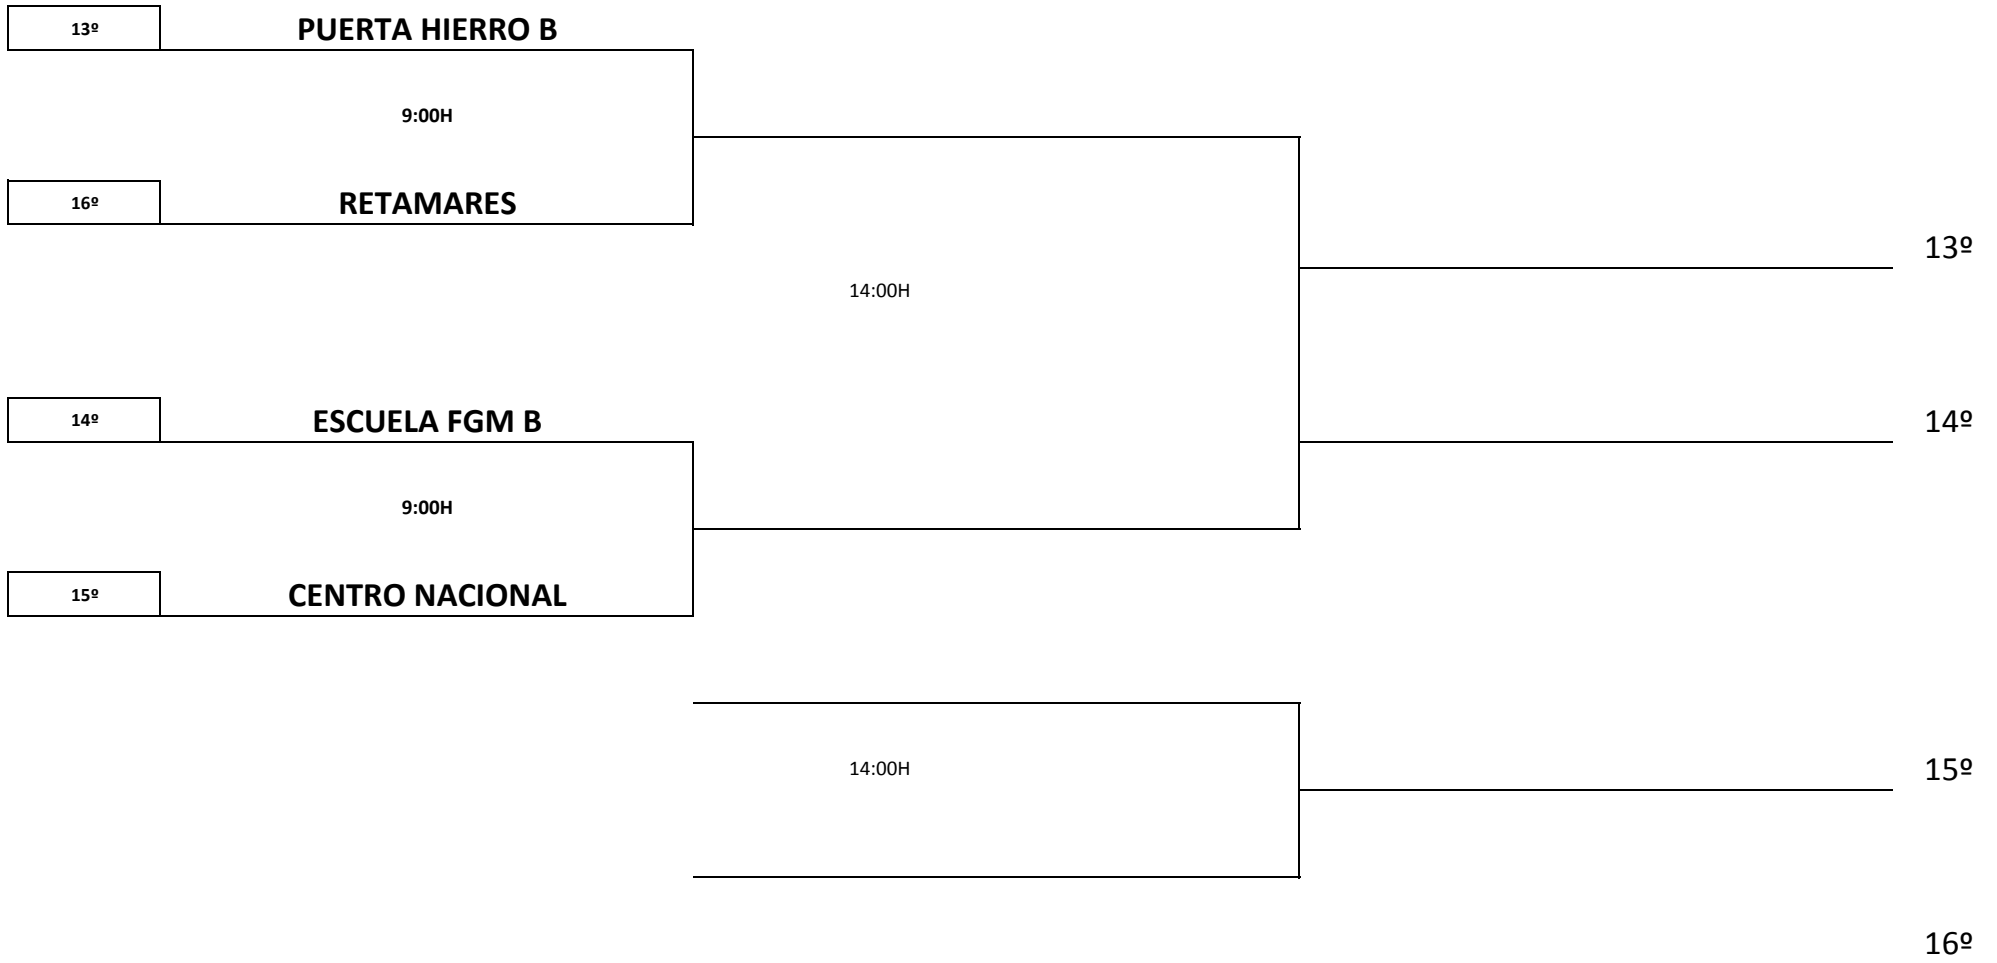 13º PUERTA HIERRO B
9:00H
16º RETAMARES
13º
14:00H
14º ESCUELA FGM B
14º
9:00H
15º CENTRO NACIONAL
14:00H
15º
16º